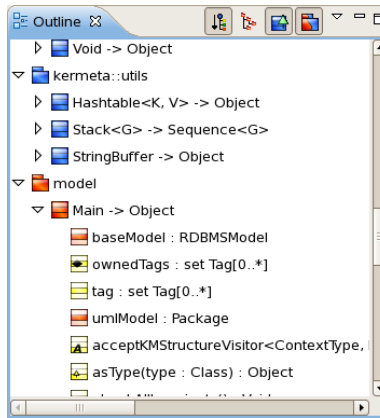 Outline
Void -> Object
kermeta::utils
Hashtable<K, V> -> Object
Stack<G> -> Sequence<G>
StringBuffer -> Object
model
Main -> Object
baseModel : RDBMSModel
ownedTags : set Tag[0..*]
tag : set Tag[0..*]
umlModel : Package
acceptKMStructureVisitor<ContextType,
asType(type : Class) : Object